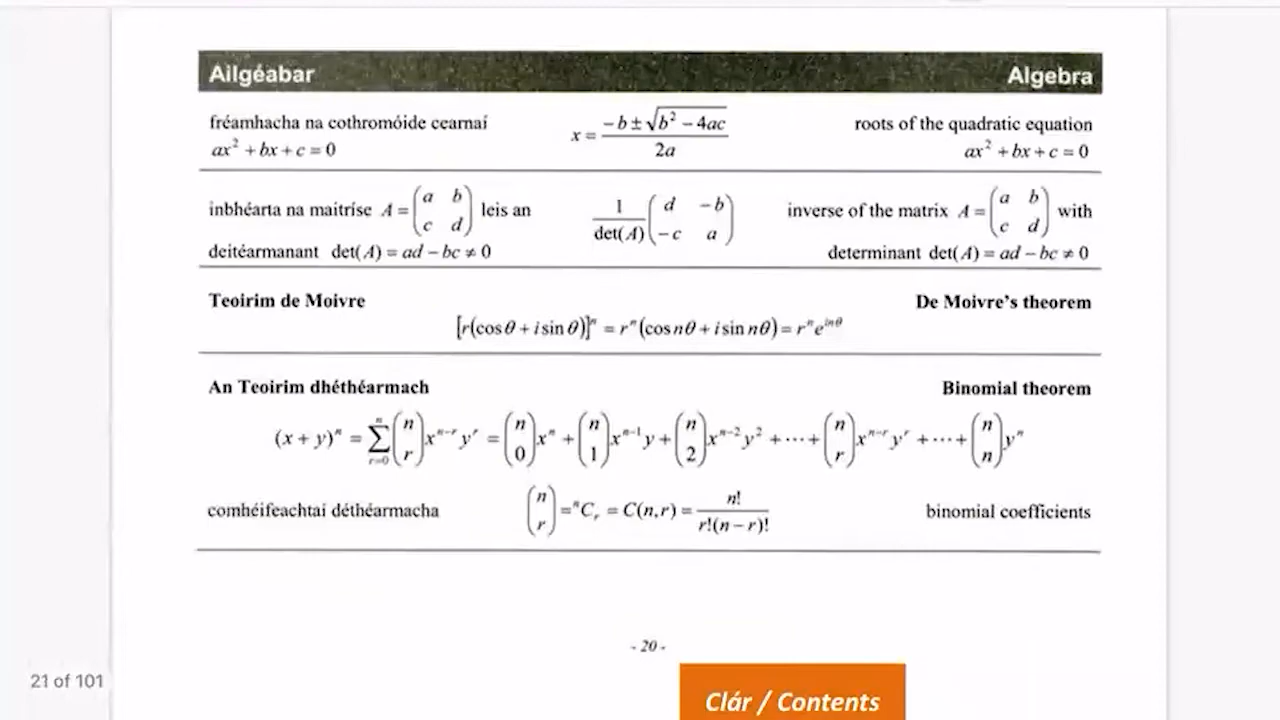 Ailgéabar Algebra
fréamhacha na cothromóide cearnaí x = (-b ± √(b² - 4ac)) / 2a roots of the quadratic equation
ax² + bx + c = 0 ax² + bx + c = 0
inbhéarta na maitríse A = (a b; c d) leis an 1/det(A) (d -b; -c a) inverse of the matrix A = (a b; c d) with
deitéarmanant det(A) = ad - bc ≠ 0 determinant det(A) = ad - bc ≠ 0
Teoirim de Moivre De Moivre's theorem
[r(cos θ + i sin θ)]ⁿ = rⁿ(cos nθ + i sin nθ) = rⁿe^{inθ}
An Teoirim dhéthéarmach Binomial theorem
(x + y)ⁿ = ∑_{r=0}^{n} (n r) x^{n-r} y^r = (n 0) xⁿ + (n 1) x^{n-1} y + (n 2) x^{n-2} y² + ⋯ + (n r) x^{n-r} y^r + ⋯ + (n n) yⁿ
comhéifeachtaí déthéarmacha (n r) = ⁿC_r = C(n,r) = n! / r!(n - r)! binomial coefficients
- 20 -
21 of 101
Clár / Contents